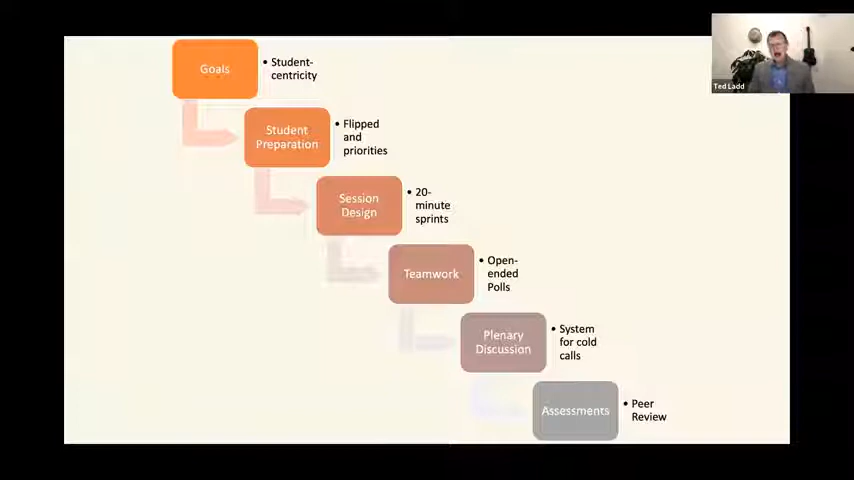 Goals
• Student-
centricity
Ted Ladd
Student
Preparation
• Flipped
and
priorities
Session
Design
• 20-
minute
sprints
Teamwork
• Open-
ended
Polls
Plenary
Discussion
• System
for cold
calls
Assessments
• Peer
Review